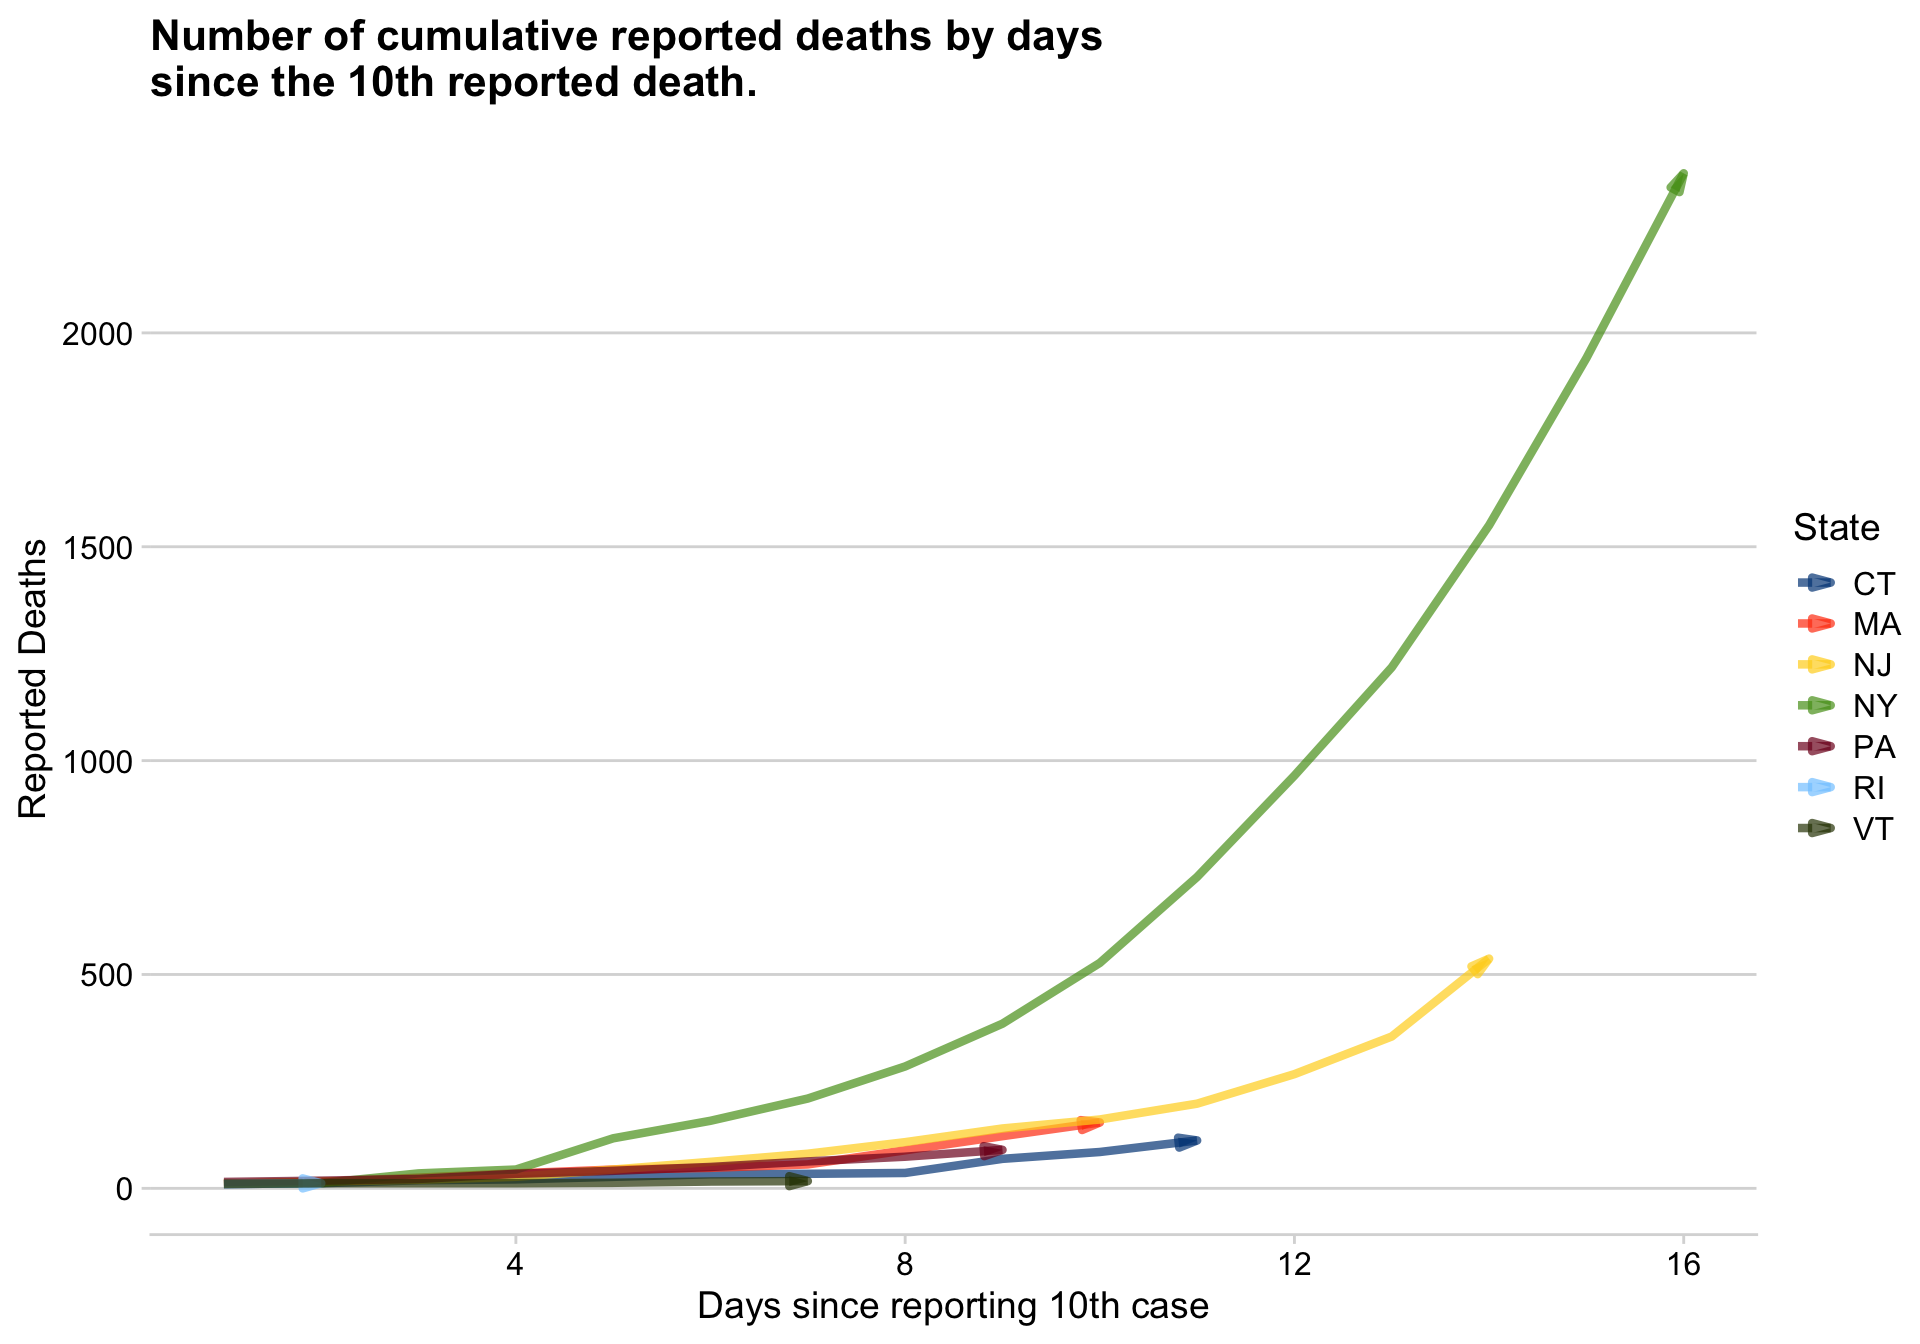 Number of cumulative reported deaths by days
since the 10th reported death.
Reported Deaths
2000
1500
1000
500
0
4
8
12
16
Days since reporting 10th case
State
CT
MA
NJ
NY
PA
RI
VT